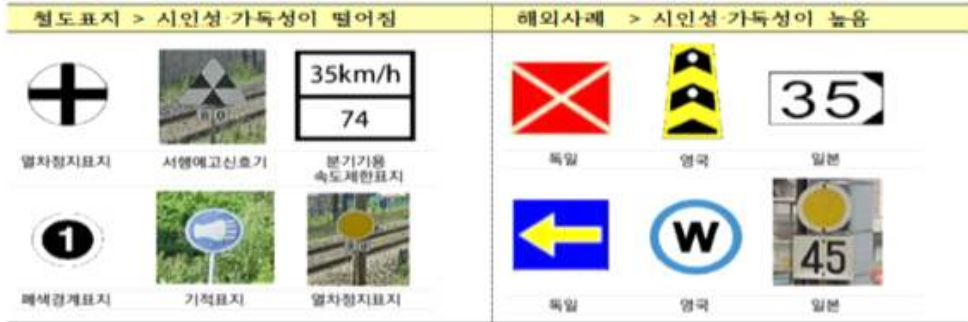 철도표지 > 시인성·가독성이 떨어짐
해외사례 > 시인성·가독성이 높음
35km/h
74
80
35
열차정지표지
서행예고신호기
분기기용
속도제한표지
독일
영국
일본
1
W
45
폐색경계표지
기적표지
열차정지표지
독일
영국
일본